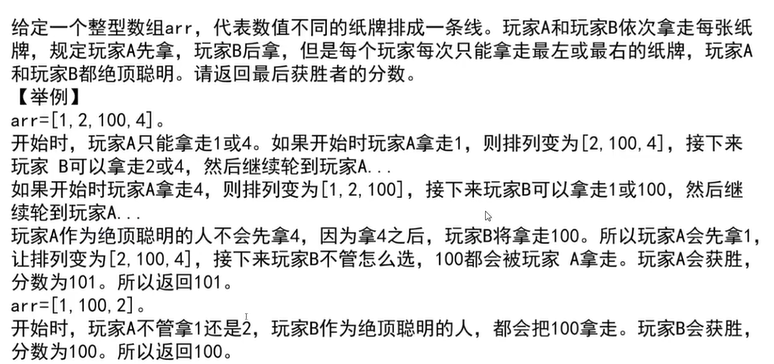 给定一个整型数组arr，代表数值不同的纸牌排成一条线。玩家A和玩家B依次拿走每张纸
牌，规定玩家A先拿，玩家B后拿，但是每个玩家每次只能拿走最左或最右的纸牌，玩家A
和玩家B都绝顶聪明。请返回最后获胜者的分数。
【举例】
arr=[1,2,100,4]。
开始时，玩家A只能拿走1或4。如果开始时玩家A拿走1，则排列变为[2,100,4]，接下来
玩家 B可以拿走2或4，然后继续轮到玩家A...
如果开始时玩家A拿走4，则排列变为[1,2,100]，接下来玩家B可以拿走1或100，然后继
续轮到玩家A...
玩家A作为绝顶聪明的人不会先拿4，因为拿4之后，玩家B将拿走100。所以玩家A会先拿1，
让排列变为[2,100,4]，接下来玩家B不管怎么选，100都会被玩家 A拿走。玩家A会获胜，
分数为101。所以返回101。
arr=[1,100,2]。
开始时，玩家A不管拿1还是2，玩家B作为绝顶聪明的人，都会把100拿走。玩家B会获胜，
分数为100。所以返回100。